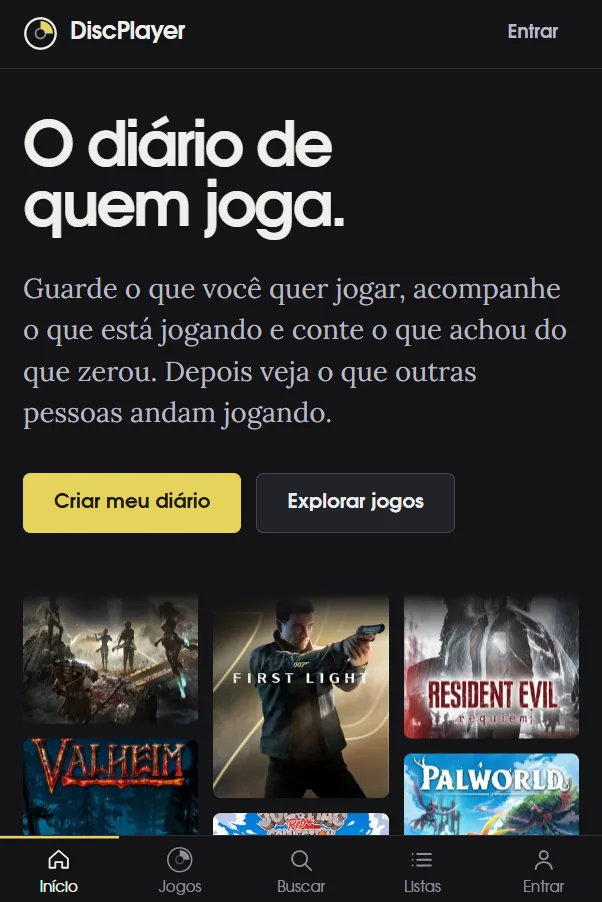 DiscPlayer
Entrar
O diário de
quem joga.
Guarde o que você quer jogar, acompanhe
o que está jogando e conte o que achou do
que zerou. Depois veja o que outras
pessoas andam jogando.
Criar meu diário
Explorar jogos
007
FIRST LIGHT
RESIDENT EVIL
requiem
VALHEIM
PALWORLD
Início
Jogos
Buscar
Listas
Entrar